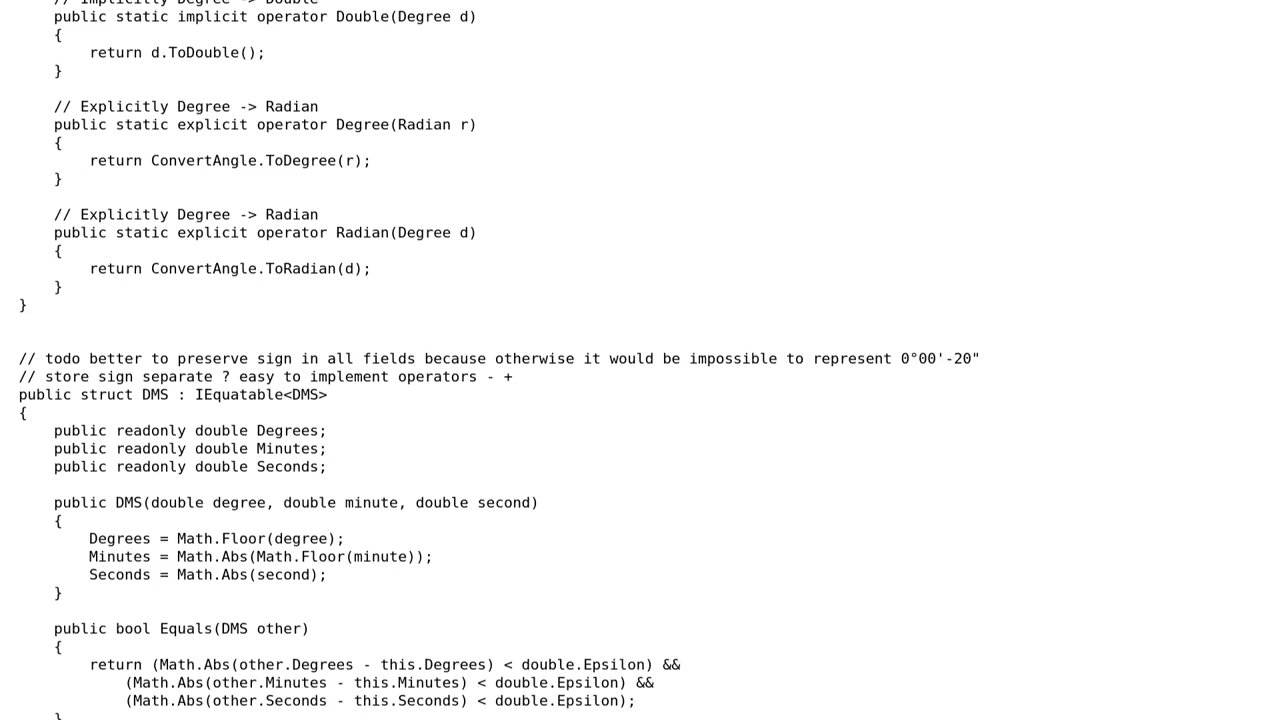 // Implicitly Degree -> Double
    public static implicit operator Double(Degree d)
    {
        return d.ToDouble();
    }

    // Explicitly Degree -> Radian
    public static explicit operator Degree(Radian r)
    {
        return ConvertAngle.ToDegree(r);
    }

    // Explicitly Degree -> Radian
    public static explicit operator Radian(Degree d)
    {
        return ConvertAngle.ToRadian(d);
    }
}


// todo better to preserve sign in all fields because otherwise it would be impossible to represent 0°00'-20"
// store sign separate ? easy to implement operators - +
public struct DMS : IEquatable<DMS>
{
    public readonly double Degrees;
    public readonly double Minutes;
    public readonly double Seconds;

    public DMS(double degree, double minute, double second)
    {
        Degrees = Math.Floor(degree);
        Minutes = Math.Abs(Math.Floor(minute));
        Seconds = Math.Abs(second);
    }

    public bool Equals(DMS other)
    {
        return (Math.Abs(other.Degrees - this.Degrees) < double.Epsilon) &&
            (Math.Abs(other.Minutes - this.Minutes) < double.Epsilon) &&
            (Math.Abs(other.Seconds - this.Seconds) < double.Epsilon);
    }